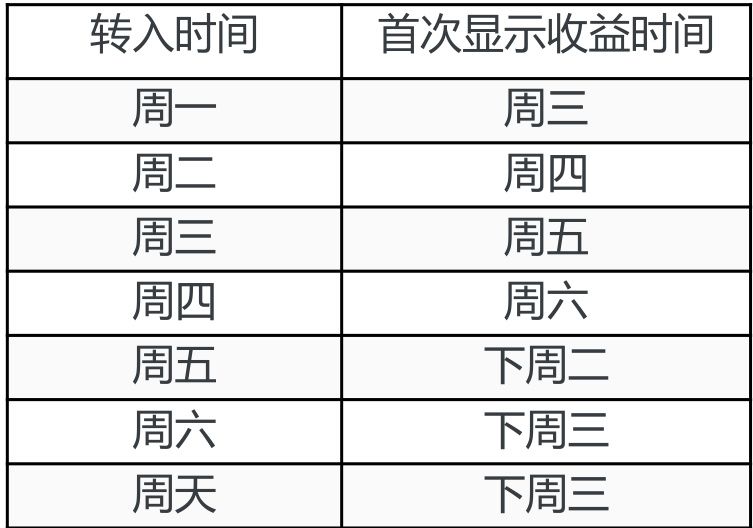 转入时间 首次显示收益时间
周一 周三
周二 周四
周三 周五
周四 周六
周五 下周二
周六 下周三
周天 下周三